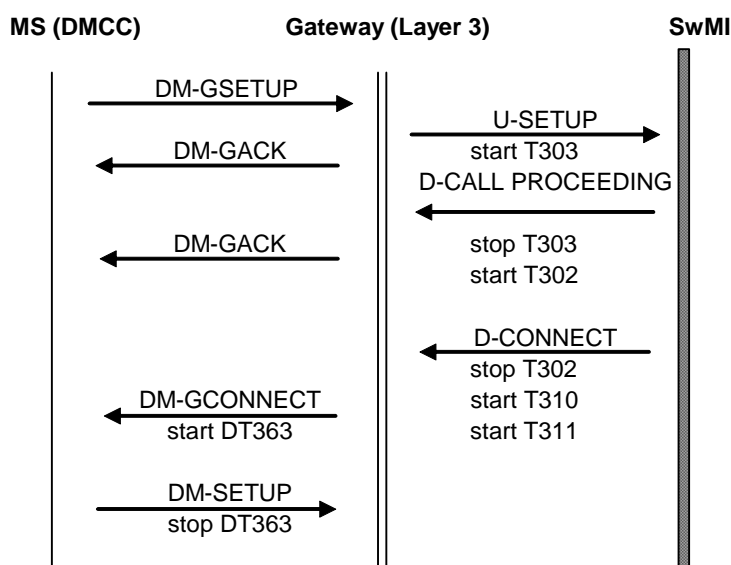 MS (DMCC) Gateway (Layer 3) SwMI
DM-GSETUP
U-SETUP
start T303
DM-GACK
D-CALL PROCEEDING
DM-GACK
stop T303
start T302
D-CONNECT
stop T302
start T310
start T311
DM-GCONNECT
start DT363
DM-SETUP
stop DT363